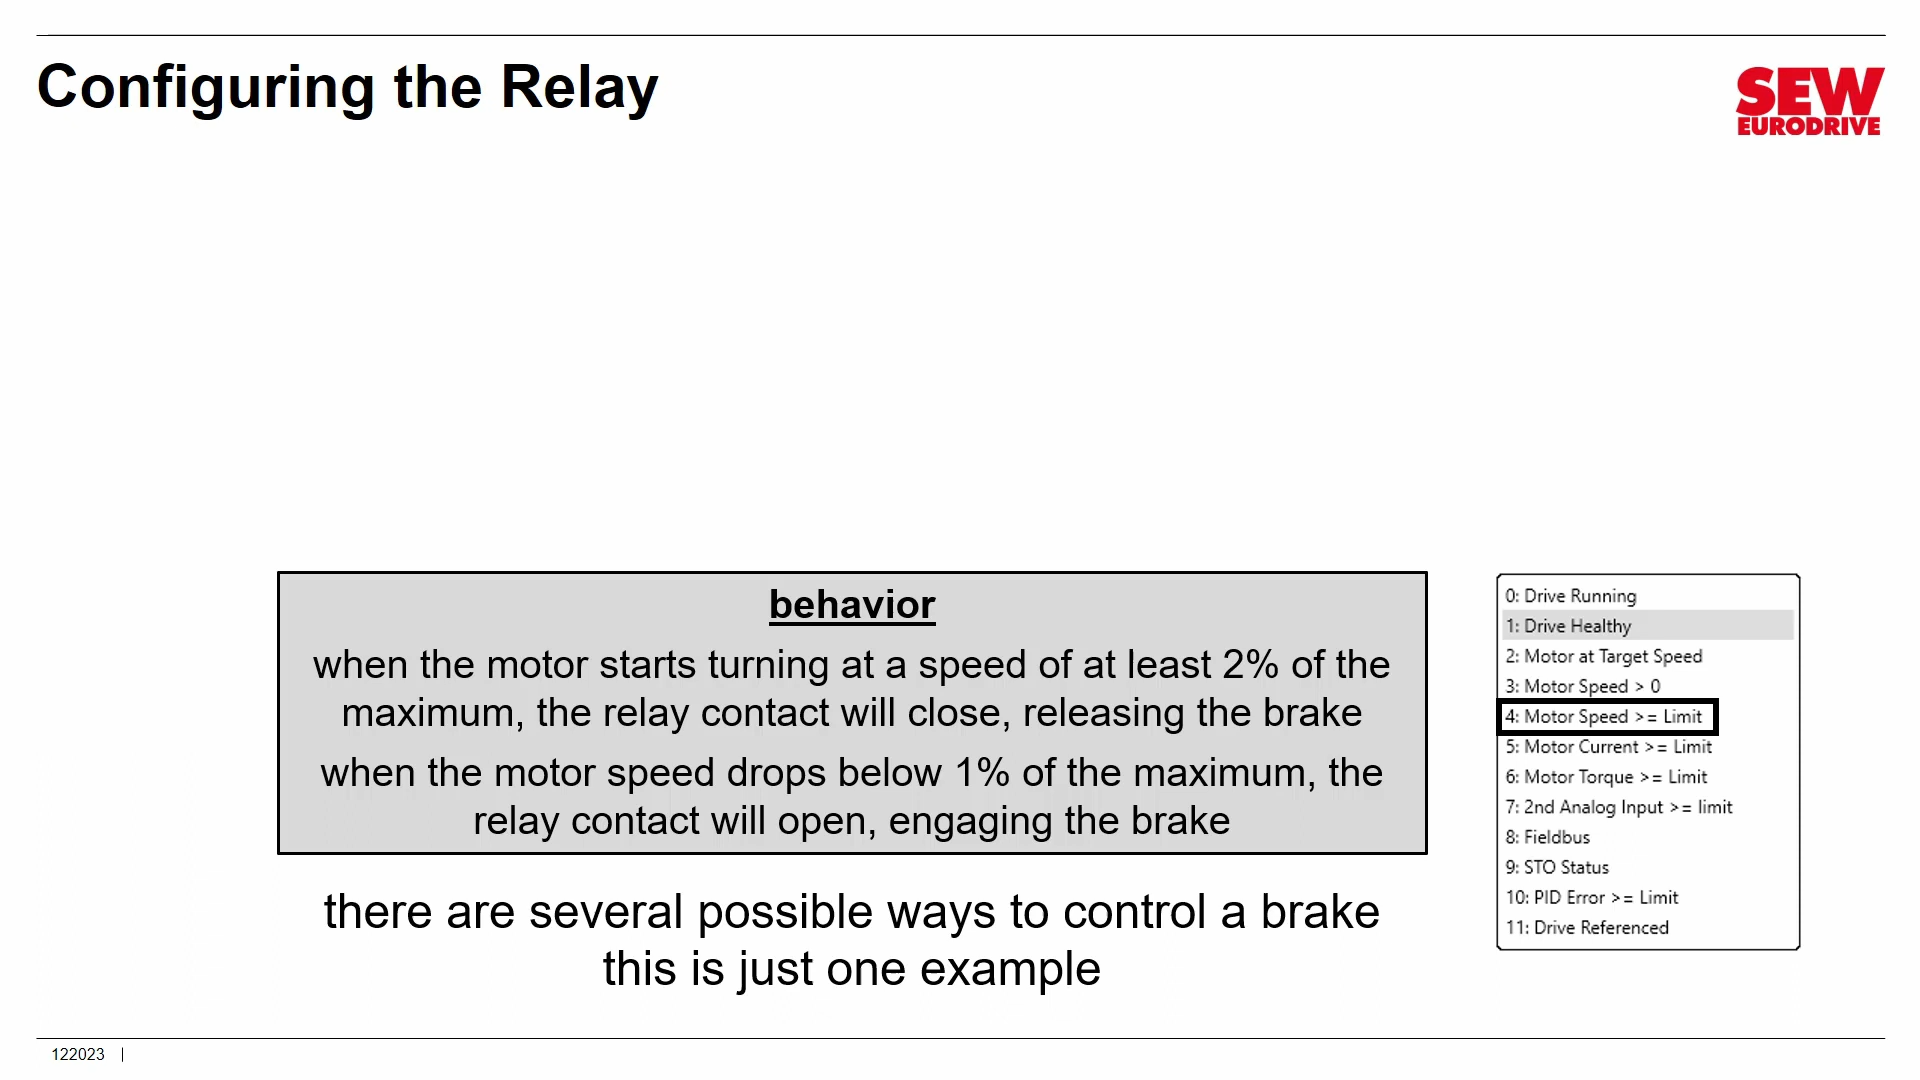 Configuring the Relay
SEW
EURODRIVE
behavior
when the motor starts turning at a speed of at least 2% of the
maximum, the relay contact will close, releasing the brake
when the motor speed drops below 1% of the maximum, the
relay contact will open, engaging the brake
there are several possible ways to control a brake
this is just one example
0: Drive Running
1: Drive Healthy
2: Motor at Target Speed
3: Motor Speed > 0
4: Motor Speed >= Limit
5: Motor Current >= Limit
6: Motor Torque >= Limit
7: 2nd Analog Input >= limit
8: Fieldbus
9: STO Status
10: PID Error >= Limit
11: Drive Referenced
122023 |